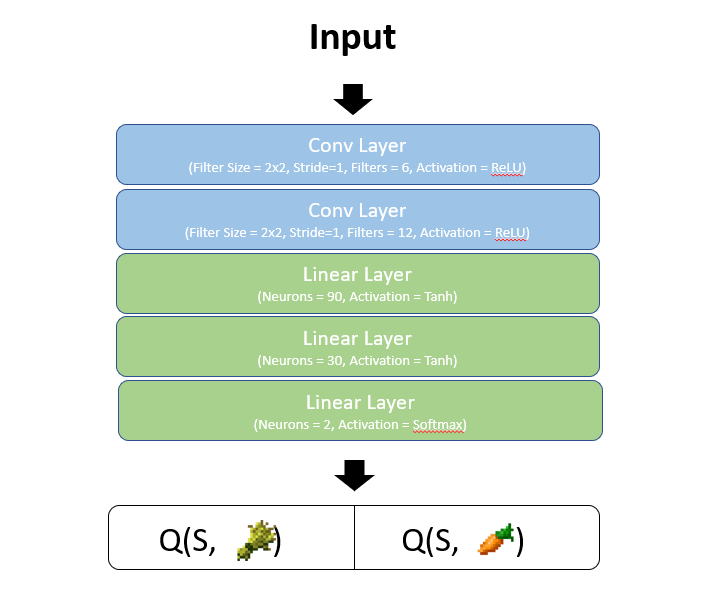 Input
Conv Layer
(Filter Size = 2x2, Stride=1, Filters = 6, Activation = ReLU)
Conv Layer
(Filter Size = 2x2, Stride=1, Filters = 12, Activation = ReLU)
Linear Layer
(Neurons = 90, Activation = Tanh)
Linear Layer
(Neurons = 30, Activation = Tanh)
Linear Layer
(Neurons = 2, Activation = Softmax)
Q(S, ) Q(S, )